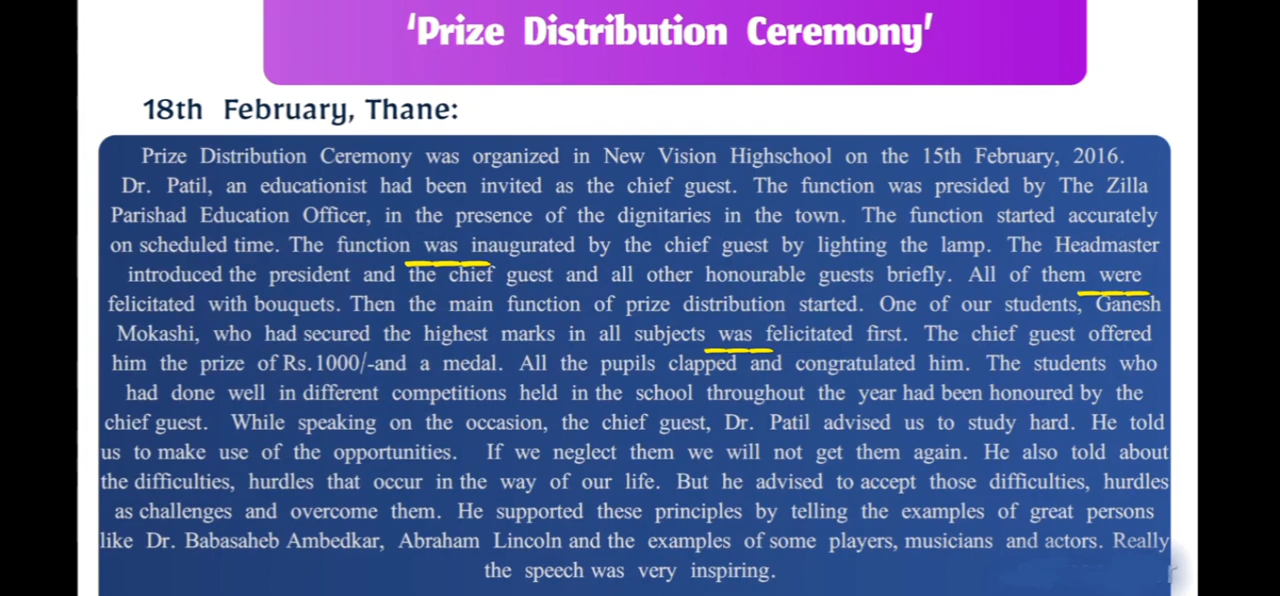 'Prize Distribution Ceremony'
18th February, Thane:
Prize Distribution Ceremony was organized in New Vision Highschool on the 15th February, 2016.
Dr. Patil, an educationist had been invited as the chief guest. The function was presided by The Zilla
Parishad Education Officer, in the presence of the dignitaries in the town. The function started accurately
on scheduled time. The function was inaugurated by the chief guest by lighting the lamp. The Headmaster
introduced the president and the chief guest and all other honourable guests briefly. All of them were
felicitated with bouquets. Then the main function of prize distribution started. One of our students, Ganesh
Mokashi, who had secured the highest marks in all subjects was felicitated first. The chief guest offered
him the prize of Rs.1000/-and a medal. All the pupils clapped and congratulated him. The students who
had done well in different competitions held in the school throughout the year had been honoured by the
chief guest. While speaking on the occasion, the chief guest, Dr. Patil advised us to study hard. He told
us to make use of the opportunities. If we neglect them we will not get them again. He also told about
the difficulties, hurdles that occur in the way of our life. But he advised to accept those difficulties, hurdles
as challenges and overcome them. He supported these principles by telling the examples of great persons
like Dr. Babasaheb Ambedkar, Abraham Lincoln and the examples of some players, musicians and actors. Really
the speech was very inspiring.